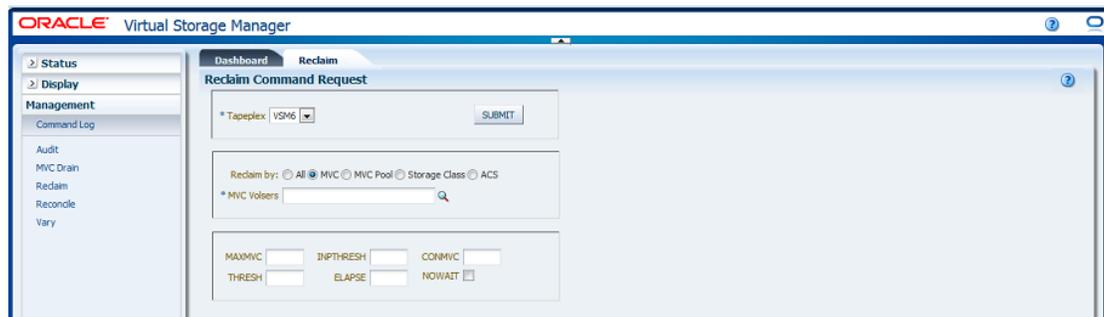 ORACLE Virtual Storage Manager
Status
Display
Management
Command Log
Audit
MVC Drain
Reclaim
Reconcile
Vary
Dashboard Reclaim
Reclaim Command Request
* Tapeplex VSM6 SUBMIT
Reclaim by: All MVC MVC Pool Storage Class ACS
* MVC Volsers
MAXMVC INPTHRESH CONMVC
THRESH ELAPSE NOWAIT